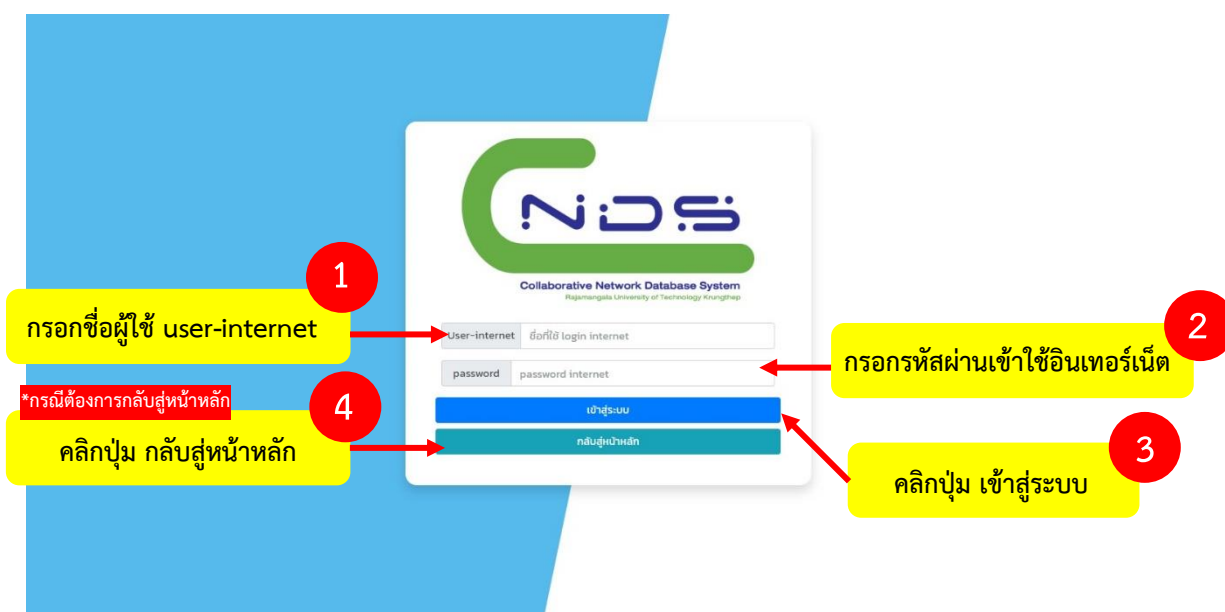 CNDS
Collaborative Network Database System
Rajamangala University of Technology Krungthep
1
กรอกชื่อผู้ใช้ user-internet
User-internet ชื่อที่ใช้ login internet
2
กรอกรหัสผ่านเข้าใช้อินเทอร์เน็ต
password password internet
*กรณีต้องการกลับสู่หน้าหลัก
4
คลิกปุ่ม กลับสู่หน้าหลัก
เข้าสู่ระบบ
กลับสู่หน้าหลัก
3
คลิกปุ่ม เข้าสู่ระบบ